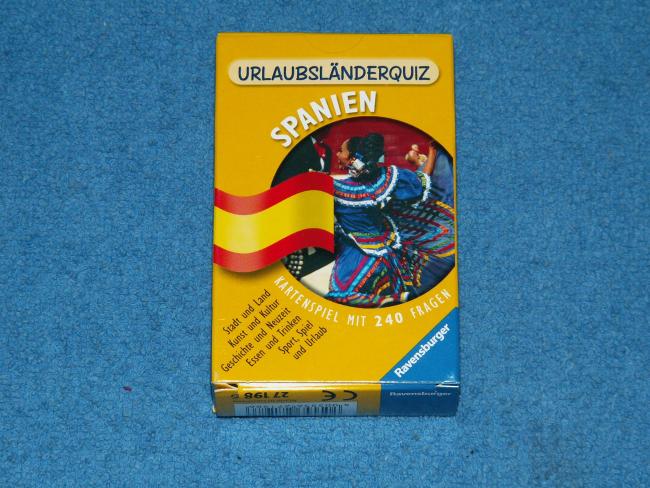 URLAUBSLÄNDERQUIZ
SPANIEN
KARTENSPIEL MIT 240 FRAGEN
Stadt und Land
Kunst und Kultur
Geschichte und Neuzeit
Essen und Trinken
Sport, Spiel
und Urlaub
Ravensburger
27 198 5
CE
Ravensburger